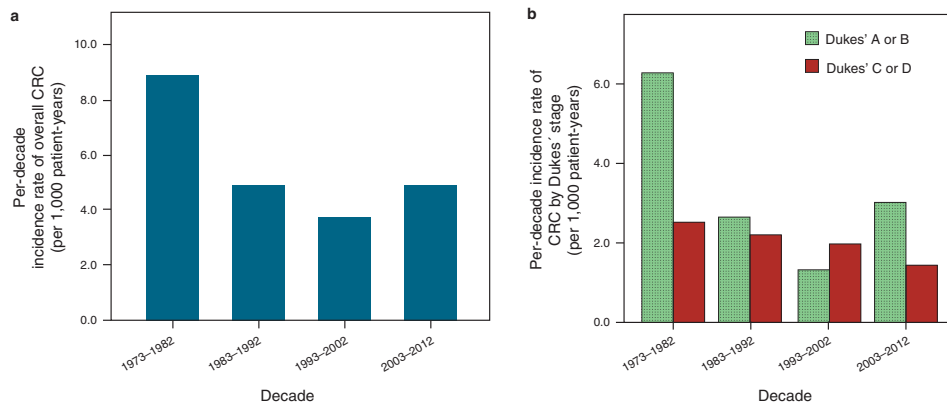 a
Per-decade
incidence rate of overall CRC
(per 1,000 patient-years)
10.0
8.0
6.0
4.0
2.0
0.0
1973–1982
1983–1992
1993–2002
2003–2012
Decade
b
Per-decade incidence rate of
CRC by Dukes´ stage
(per 1,000 patient-years)
Dukes’ A or B
Dukes’ C or D
6.0
4.0
2.0
0.0
1973–1982
1983–1992
1993–2002
2003–2012
Decade